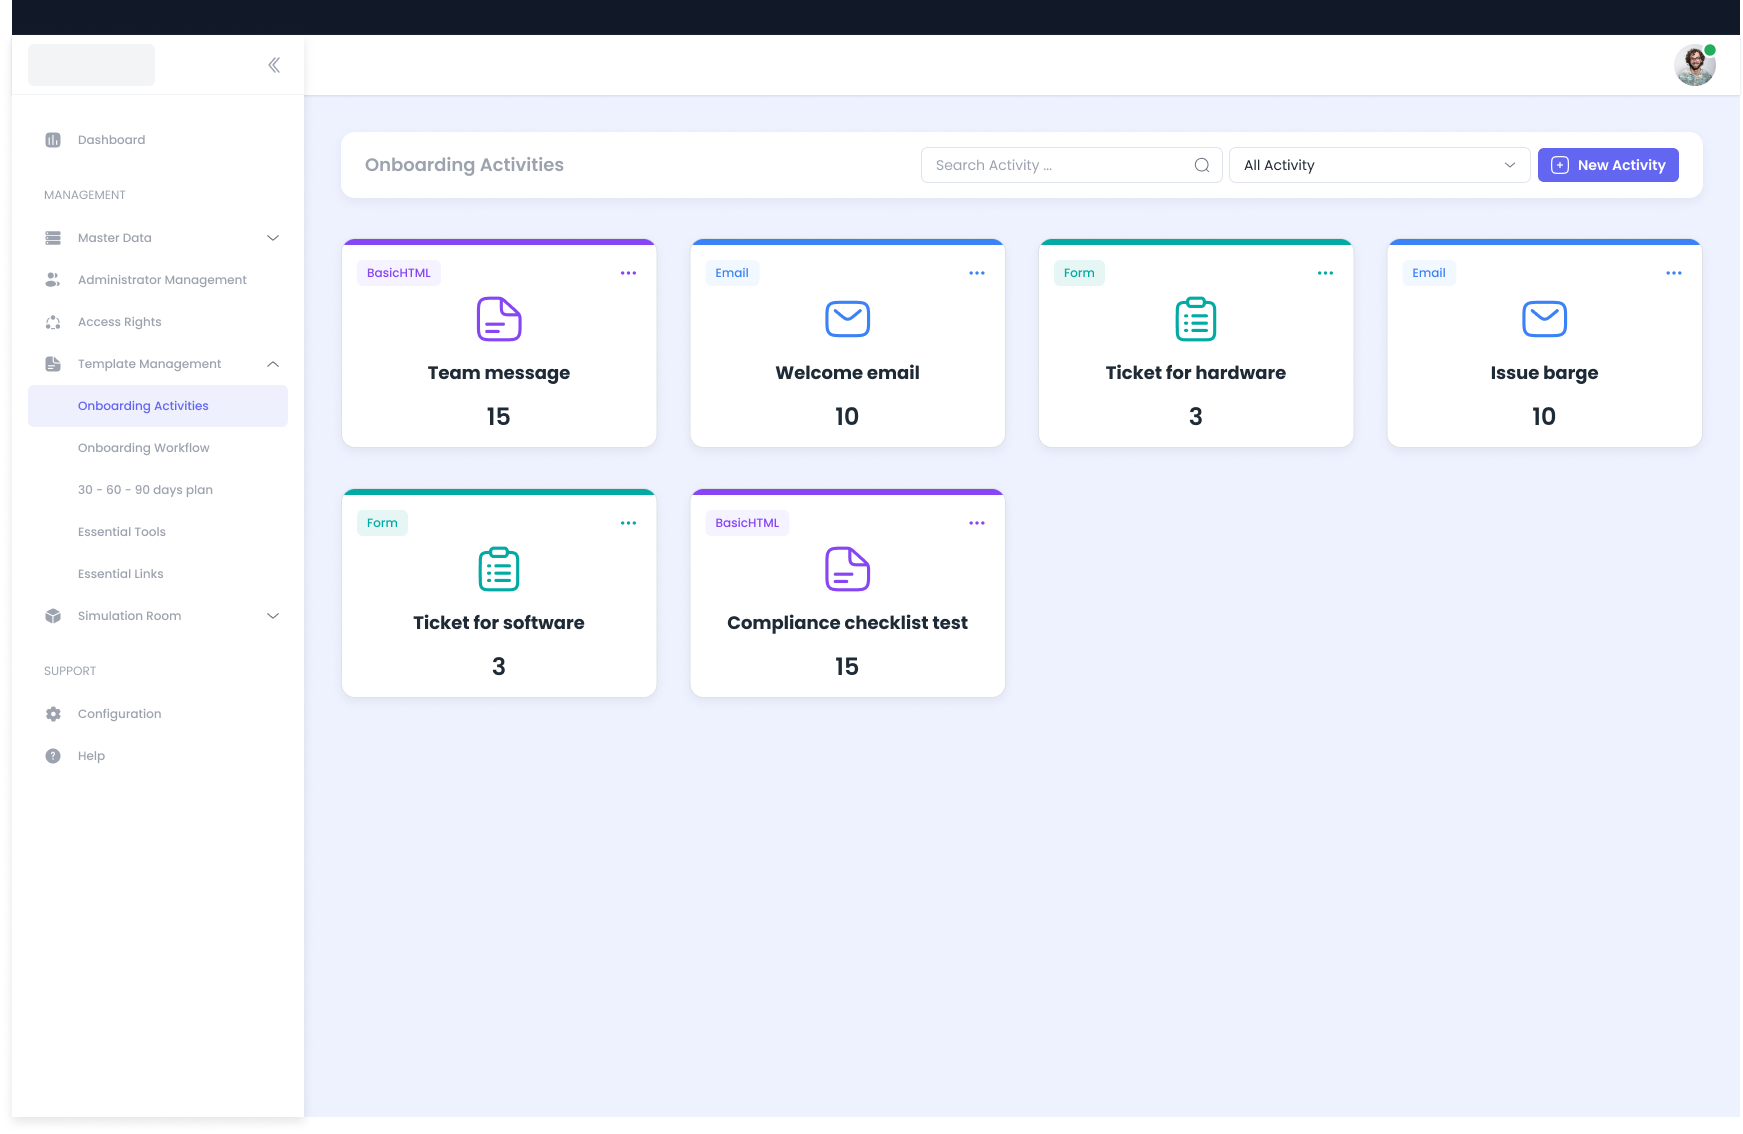 Dashboard
MANAGEMENT
Master Data
Administrator Management
Access Rights
Template Management
Onboarding Activities
Onboarding Workflow
30 - 60 - 90 days plan
Essential Tools
Essential Links
Simulation Room
SUPPORT
Configuration
Help
Onboarding Activities
Search Activity ...
All Activity
New Activity
BasicHTML
Team message
15
Email
Welcome email
10
Form
Ticket for hardware
3
Email
Issue barge
10
Form
Ticket for software
3
BasicHTML
Compliance checklist test
15